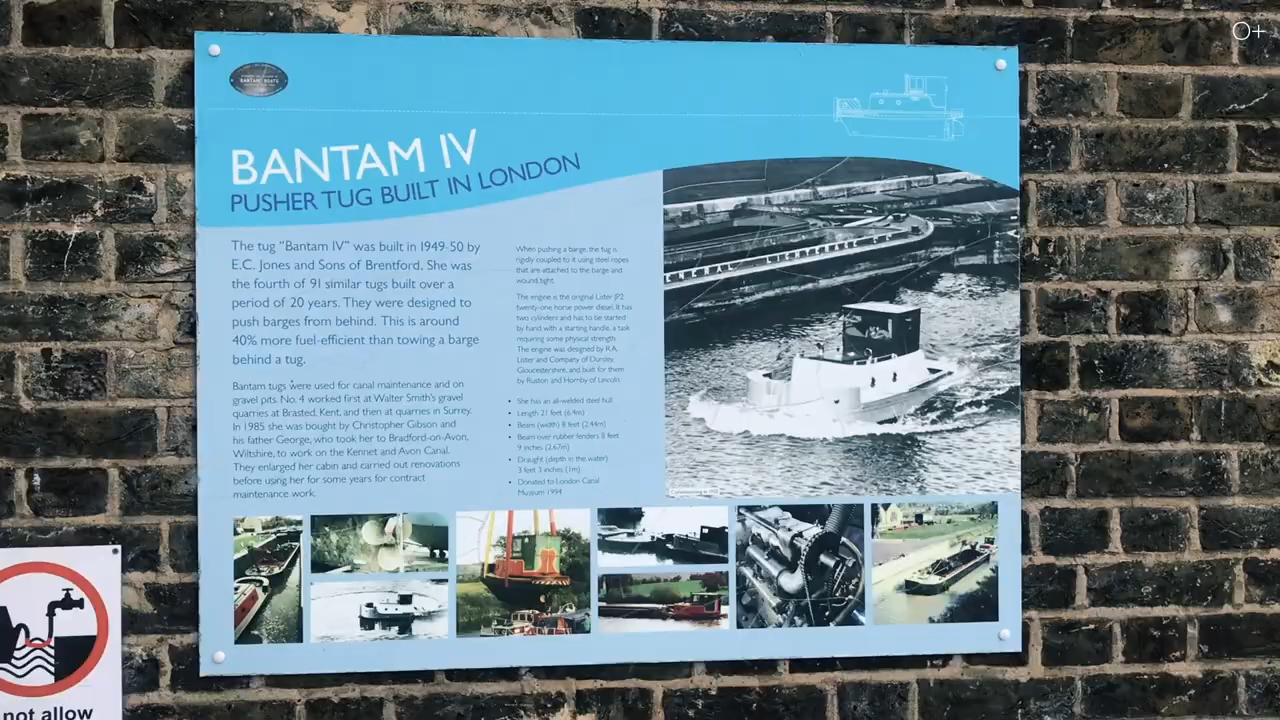 O+
BANTAM BOATS
BANTAM IV
PUSHER TUG BUILT IN LONDON
The tug "Bantam IV" was built in 1949-50 by
E.C. Jones and Sons of Brentford. She was
the fourth of 91 similar tugs built over a
period of 20 years. They were designed to
push barges from behind. This is around
40% more fuel-efficient than towing a barge
behind a tug.
Bantam tugs were used for canal maintenance and on
gravel pits. No. 4 worked first at Walter Smith's gravel
quarries at Brasted, Kent, and then at quarries in Surrey.
In 1985 she was bought by Christopher Gibson and
his father George, who took her to Bradford-on-Avon,
Wiltshire, to work on the Kennet and Avon Canal.
They enlarged her cabin and carried out renovations
before using her for some years for contract
maintenance work.
When pushing a barge, the tug is
rigidly coupled to it using steel ropes
that are attached to the barge and
wound tight.
The engine is the original Lister JP2
twenty-one horse power diesel. It has
two cylinders and has to be started
by hand with a starting handle, a task
requiring some physical strength.
The engine was designed by R.A.
Lister and Company of Dursley,
Gloucestershire, and built for them
by Ruston and Hornby of Lincoln.
• She has an all-welded steel hull
• Length 21 feet (6.4m)
• Beam (width) 8 feet (2.44m)
• Beam over rubber fenders 8 feet
9 inches (2.67m)
• Draught (depth in the water)
3 feet 3 inches (1m)
• Donated to London Canal
Museum 1994
not allow